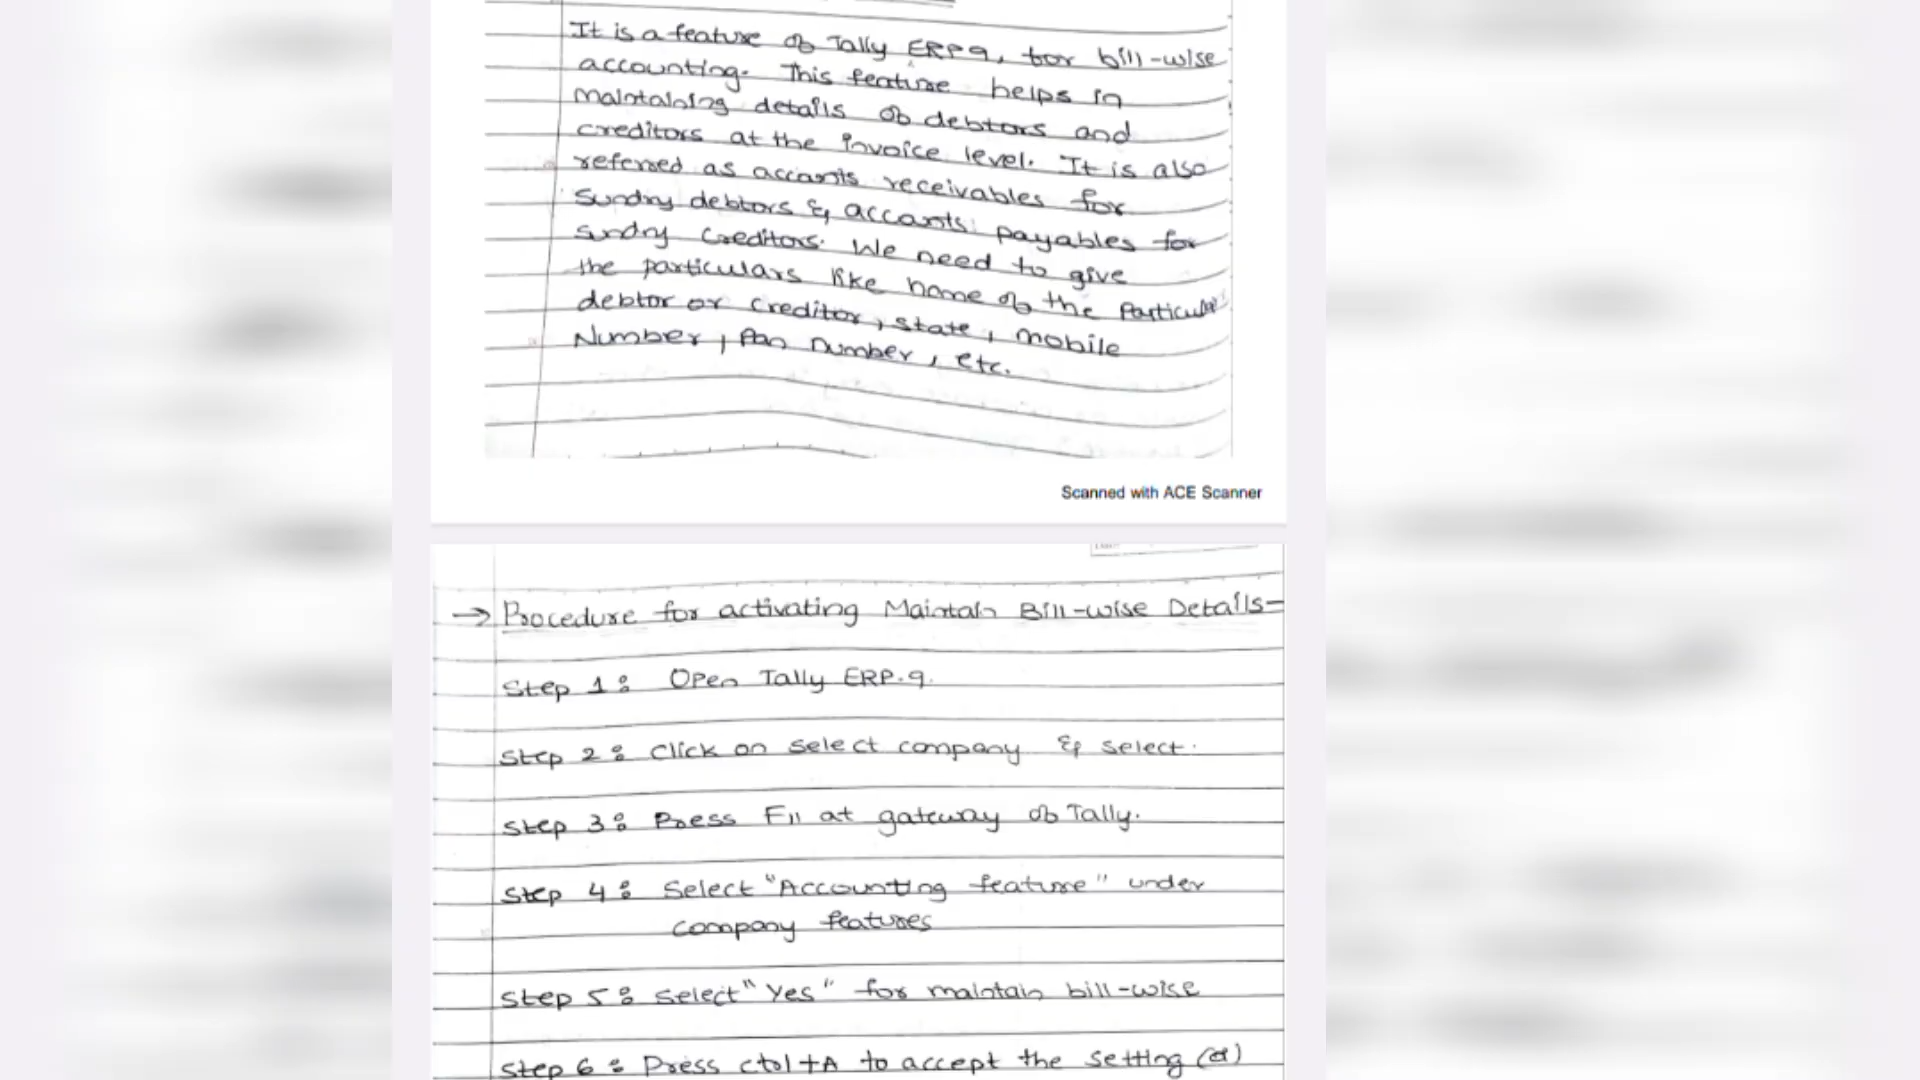 It is a feature of Tally ERP 9, for bill-wise
accounting. This feature helps in
maintaining details of debtors and
creditors at the invoice level. It is also
referred as accounts receivables for
sundry debtors & accounts payables for
sundry creditors. We need to give
the particulars like name of the particular
debtor or creditor, state, mobile
Number, Pan number, etc.
Scanned with ACE Scanner
→ Procedure for activating Maintain Bill-wise Details-
Step 1: Open Tally ERP.9.
Step 2: Click on select company & select.
Step 3: Press F11 at gateway of Tally.
Step 4: Select "Accounting feature" under
company features
Step 5: Select "Yes" for maintain bill-wise
Step 6: Press ctrl+A to accept the setting (or)